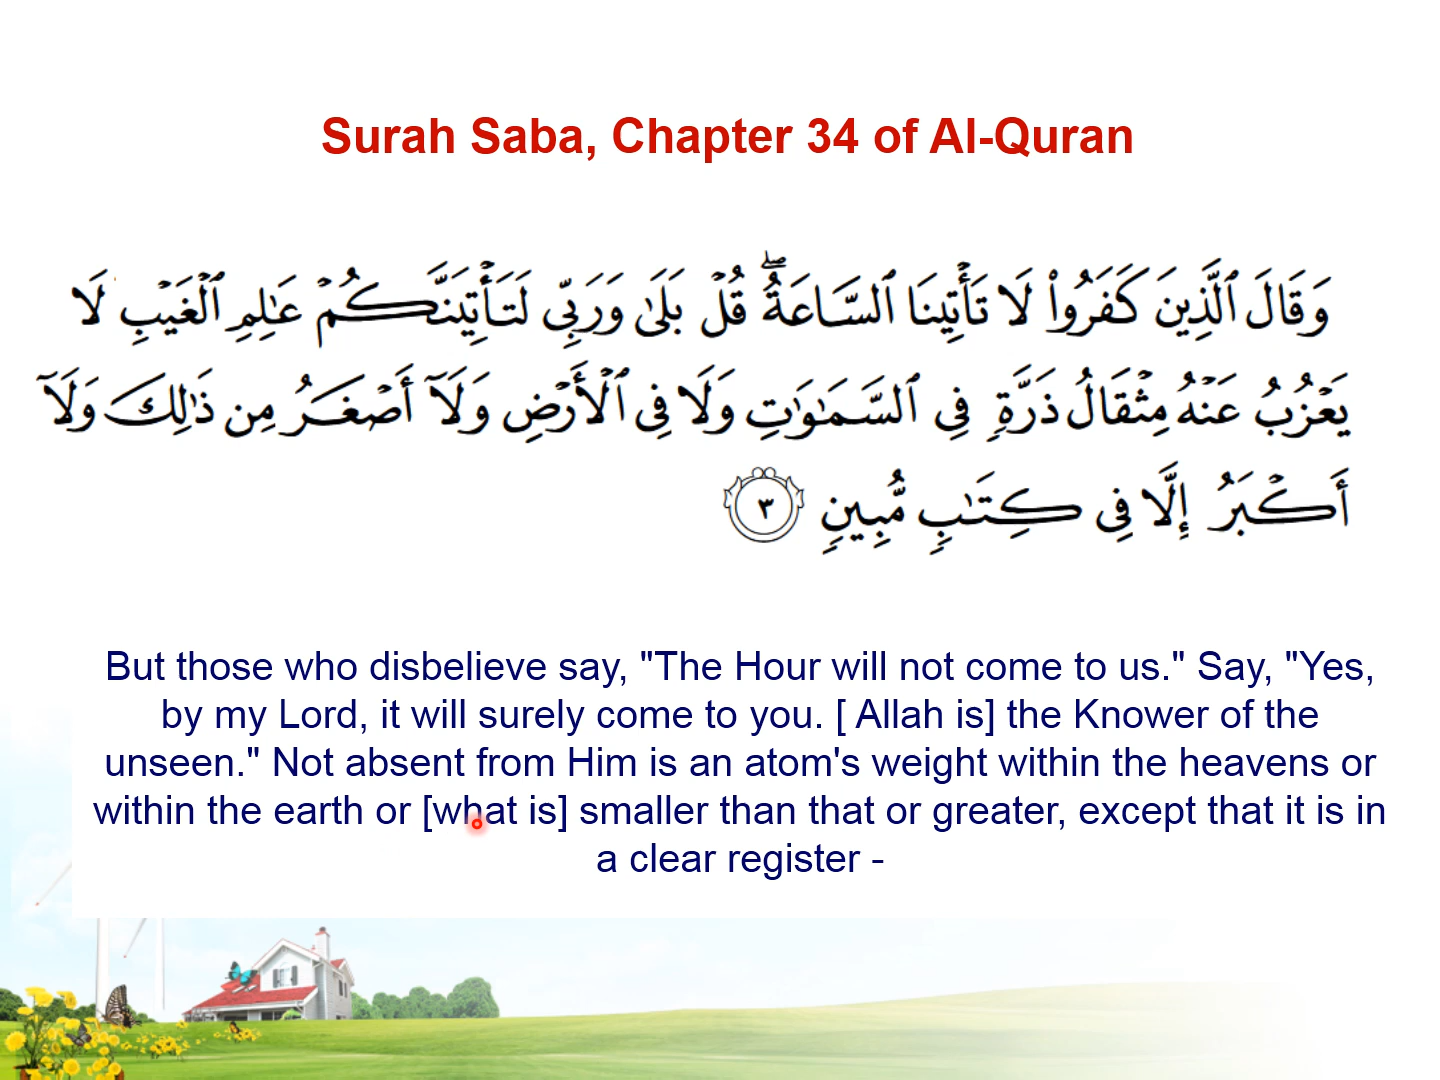 Surah Saba, Chapter 34 of Al-Quran
وَقَالَ ٱلَّذِينَ كَفَرُوا۟ لَا تَأْتِينَا ٱلسَّاعَةُ ۖ قُلْ بَلَىٰ وَرَبِّى لَتَأْتِيَنَّكُمْ عَـٰلِمِ ٱلْغَيْبِ لَا
يَعْزُبُ عَنْهُ مِثْقَالُ ذَرَّةٍ فِى ٱلسَّمَـٰوَٰتِ وَلَا فِى ٱلْأَرْضِ وَلَآ أَصْغَرُ مِن ذَٰلِكَ وَلَآ
أَكْبَرُ إِلَّا فِى كِتَـٰبٍ مُّبِينٍ ٣
But those who disbelieve say, "The Hour will not come to us." Say, "Yes,
by my Lord, it will surely come to you. [ Allah is] the Knower of the
unseen." Not absent from Him is an atom's weight within the heavens or
within the earth or [what is] smaller than that or greater, except that it is in
a clear register -